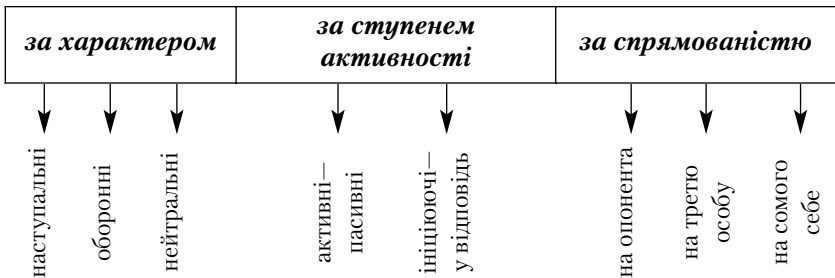 за характером
за ступенем
активності
за спрямованістю
наступальні
оборонні
нейтральні
активні—
пасивні
ініціюючі—
у відповідь
на опонента
на третю
особу
на сомого
себе